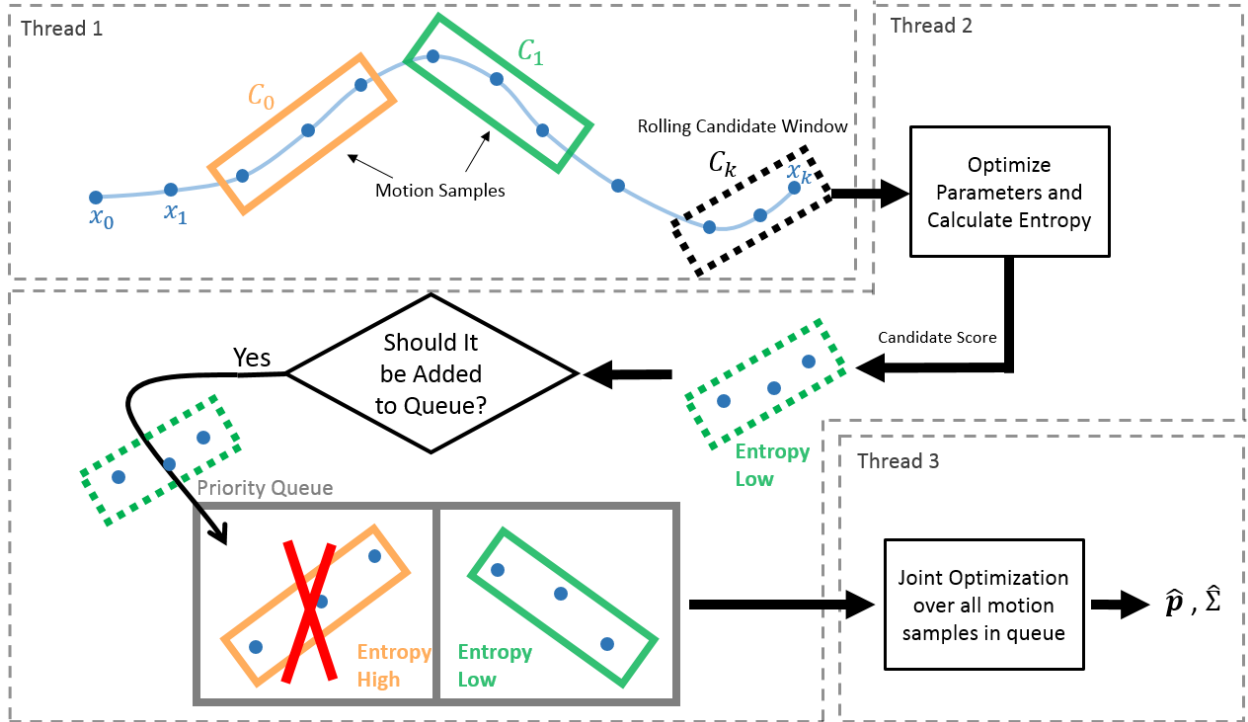 Thread 1
C₀
C₁
Motion Samples
x₀
x₁
Rolling Candidate Window
Cₖ
xₖ
Thread 2
Optimize
Parameters and
Calculate Entropy
Candidate Score
Entropy
Low
Should It
be Added
to Queue?
Yes
Priority Queue
Entropy
High
Entropy
Low
Thread 3
Joint Optimization
over all motion
samples in queue
p̂ , Σ̂